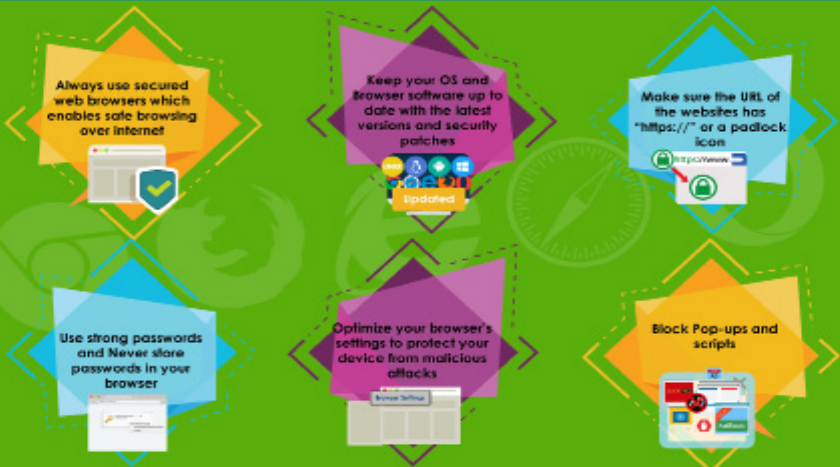 Always use secured
web browsers which
enables safe browsing
over Internet
Keep your OS and
Browser software up to
date with the latest
versions and security
patches
Updated
Make sure the URL of
the websites has
"https://" or a padlock
icon
https://www.
Use strong passwords
and Never store
passwords in your
browser
Optimize your browser's
settings to protect your
device from malicious
attacks
Browser Settings
Block Pop-ups and
scripts